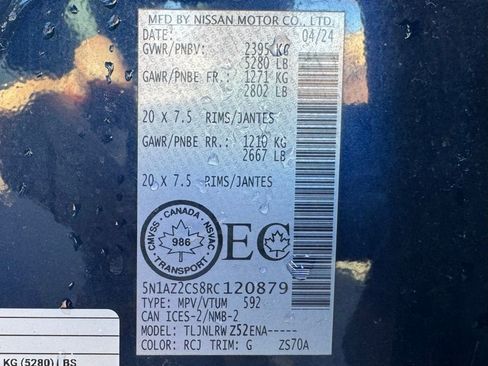 MFD BY NISSAN MOTOR CO., LTD.
DATE: 04/24
GVWR/PNBV: 2395 KG
5280 LB
GAWR/PNBE FR.: 1271 KG
2802 LB
20 X 7.5 RIMS/JANTES
GAWR/PNBE RR.: 1210 KG
2667 LB
20 X 7.5 RIMS/JANTES
CMVSS • CANADA • NSVAC • TRANSPORT •
986
EC
5N1AZ2CS8RC120879
TYPE: MPV/VTUM 592
CAN ICES-2/NMB-2
MODEL: TLJNLRW Z52ENA-----
COLOR: RCJ TRIM: G ZS70A
KG (5280) LBS